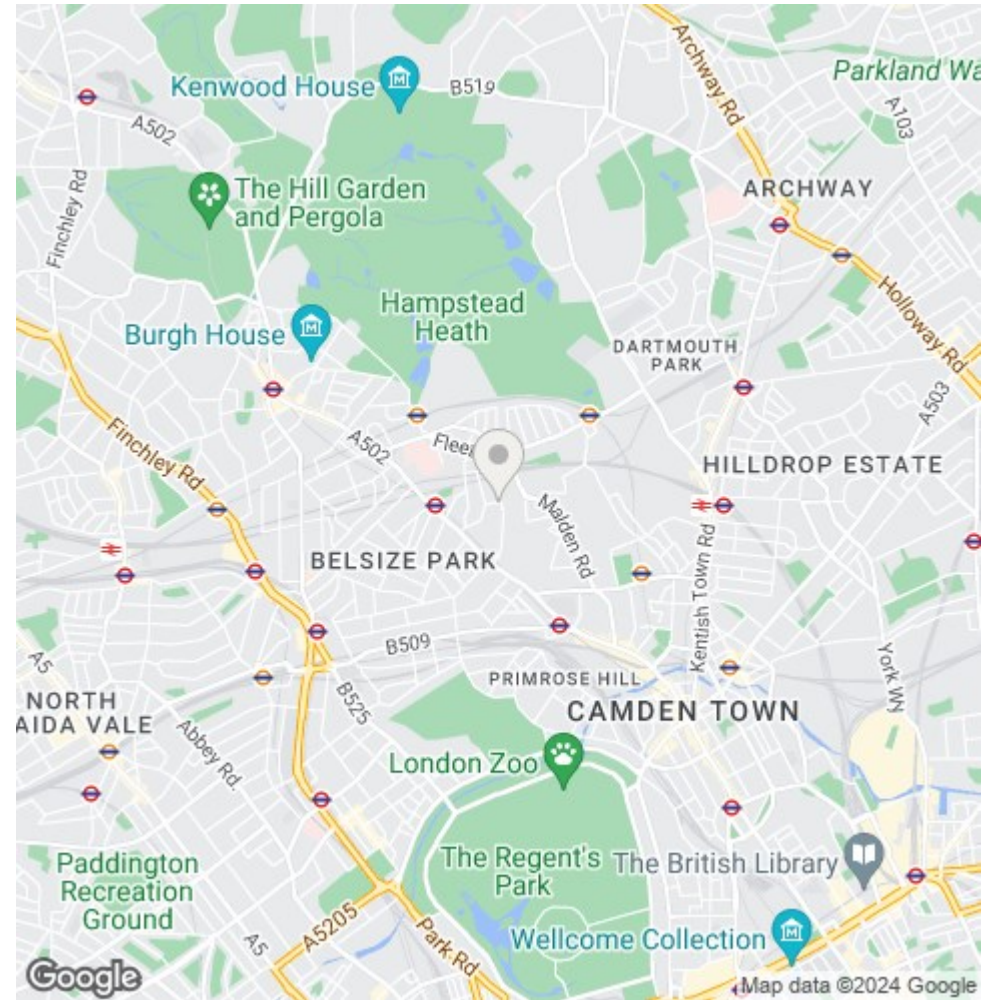 Kenwood House
B519
Archway Rd
Parkland Wa
A502
A103
Finchley Rd
The Hill Garden
and Pergola
ARCHWAY
Burgh House
Hampstead
Heath
Holloway Rd
DARTMOUTH
PARK
A503
Finchley Rd
A502
Flee
HILLDROP ESTATE
Malden Rd
BELSIZE PARK
Kentish Town Rd
B509
A5
PRIMROSE HILL
York Wy
NORTH
AIDA VALE
B525
CAMDEN TOWN
Abbey Rd.
London Zoo
Paddington
Recreation
Ground
The Regent's
Park
The British Library
A5205
A5
Park Rd
Wellcome Collection
Google
Map data ©2024 Google